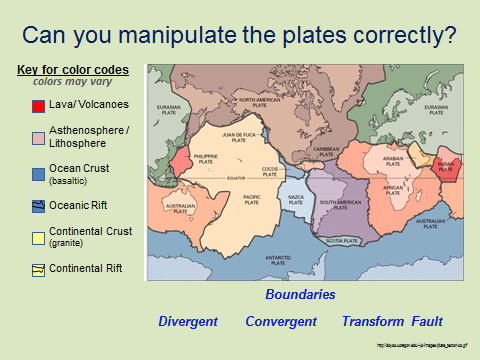 Can you manipulate the plates correctly?
Key for color codes
colors may vary
Lava/ Volcanoes
Asthenosphere /
Lithosphere
Ocean Crust
(basaltic)
Oceanic Rift
Continental Crust
(granite)
Continental Rift
EURASIAN
PLATE
NORTH AMERICAN
PLATE
EURASIAN
PLATE
JUAN DE FUCA
PLATE
CARIBBEAN
PLATE
PHILIPPINE
PLATE
ARABIAN
PLATE
INDIAN
PLATE
EQUATOR
COCOS
PLATE
AUSTRALIAN
PLATE
PACIFIC
PLATE
NAZCA
PLATE
SOUTH AMERICAN
PLATE
AFRICAN
PLATE
AUSTRALIAN
PLATE
SCOTIA PLATE
ANTARCTIC
PLATE
Boundaries
Divergent Convergent Transform Fault